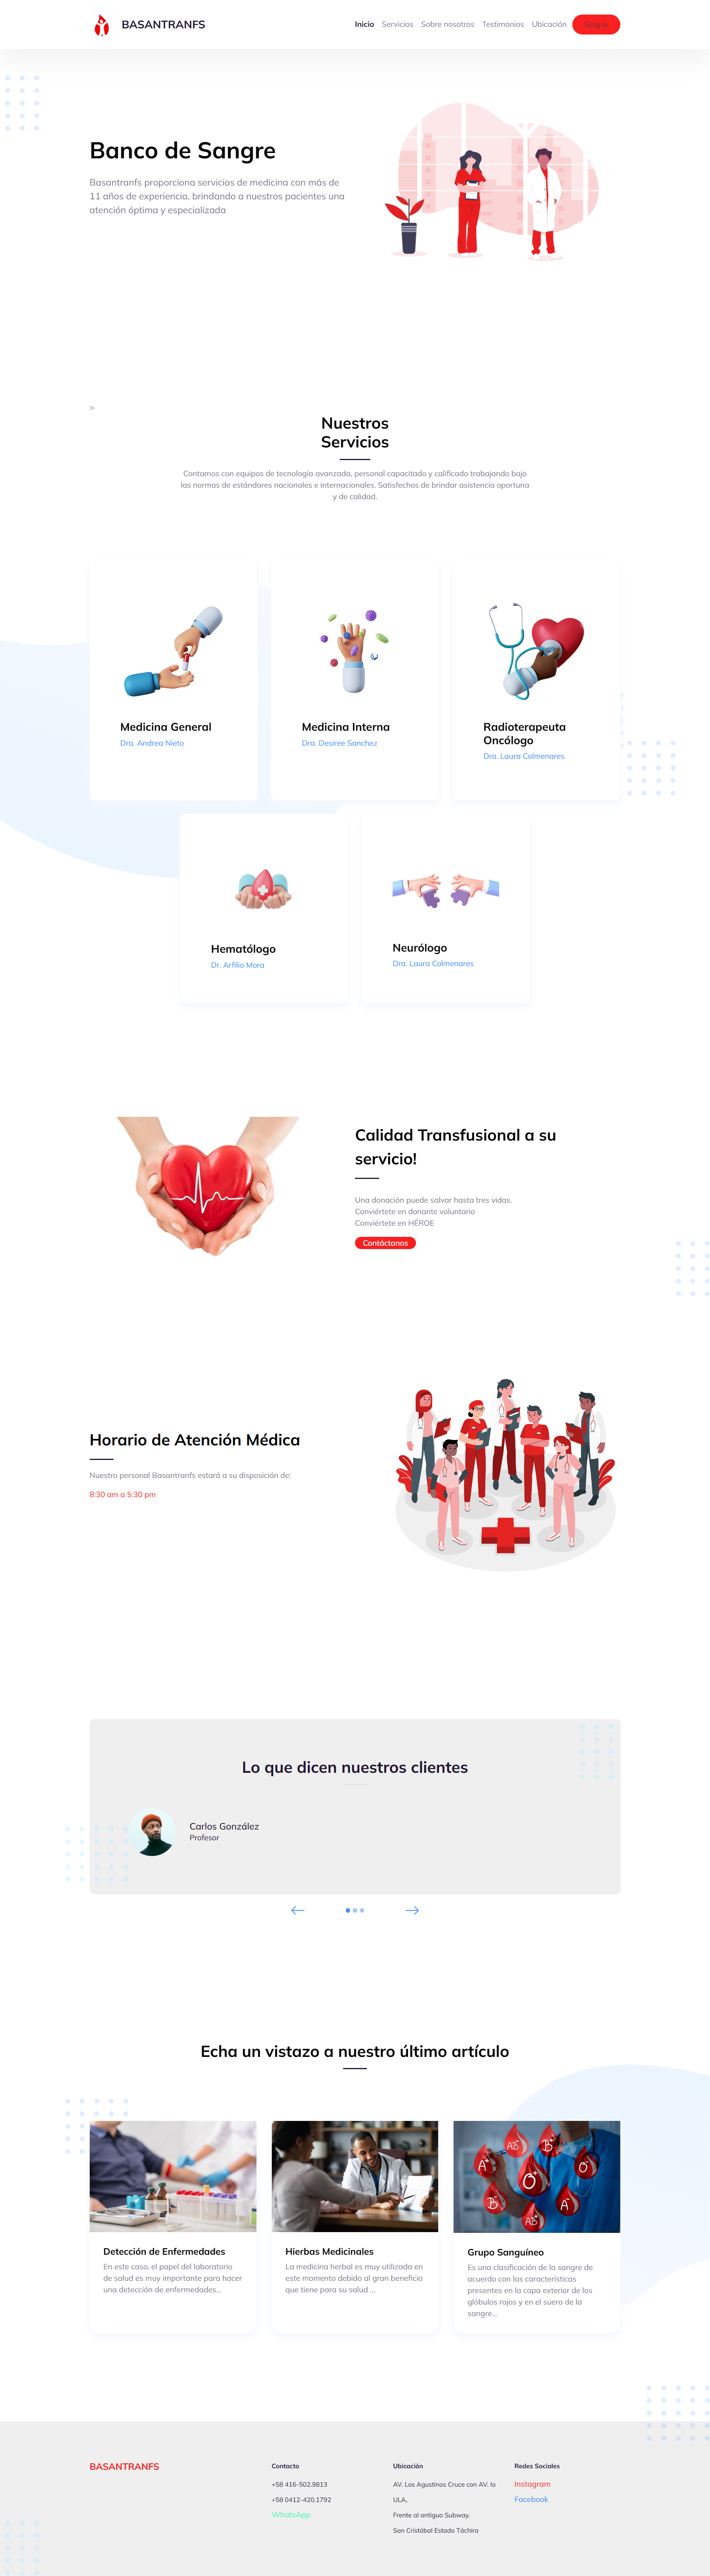 BASANTRANFS
Inicio Servicios Sobre nosotros Testimonios Ubicación Sing in
Banco de Sangre
Basantranfs proporciona servicios de medicina con más de
11 años de experiencia, brindando a nuestros pacientes una
atención óptima y especializada
>
Nuestros
Servicios
Contamos con equipos de tecnología avanzada, personal capacitado y calificado trabajando bajo
las normas de estándares nacionales e internacionales. Satisfechos de brindar asistencia oportuna
y de calidad.
Medicina General
Dra. Andrea Nieto
Medicina Interna
Dra. Desiree Sanchez
Radioterapeuta
Oncólogo
Dra. Laura Colmenares
Hematólogo
Dr. Arfilio Mora
Neurólogo
Dra. Laura Colmenares
Calidad Transfusional a su
servicio!
Una donación puede salvar hasta tres vidas.
Conviértete en donante voluntario
Conviértete en HÉROE
Contáctanos
Horario de Atención Médica
Nuestro personal Basantranfs estará a su disposición de:
8:30 am a 5:30 pm
Lo que dicen nuestros clientes
Carlos González
Profesor
Echa un vistazo a nuestro último artículo
Detección de Enfermedades
En este caso, el papel del laboratorio
de salud es muy importante para hacer
una detección de enfermedades...
Hierbas Medicinales
La medicina herbal es muy utilizada en
este momento debido al gran beneficio
que tiene para su salud ...
A+ AB- B+ O- O+ B- A- AB+
Grupo Sanguíneo
Es una clasificación de la sangre de
acuerdo con las características
presentes en la capa exterior de los
glóbulos rojos y en el suero de la
sangre...
BASANTRANFS
Contacto
+58 416-502.9813
+58 0412-420.1792
WhatsApp
Ubicación
AV. Los Agustinos Cruce con AV. la
ULA,
Frente al antiguo Subway.
San Cristóbal Estado Táchira
Redes Sociales
Instagram
Facebook